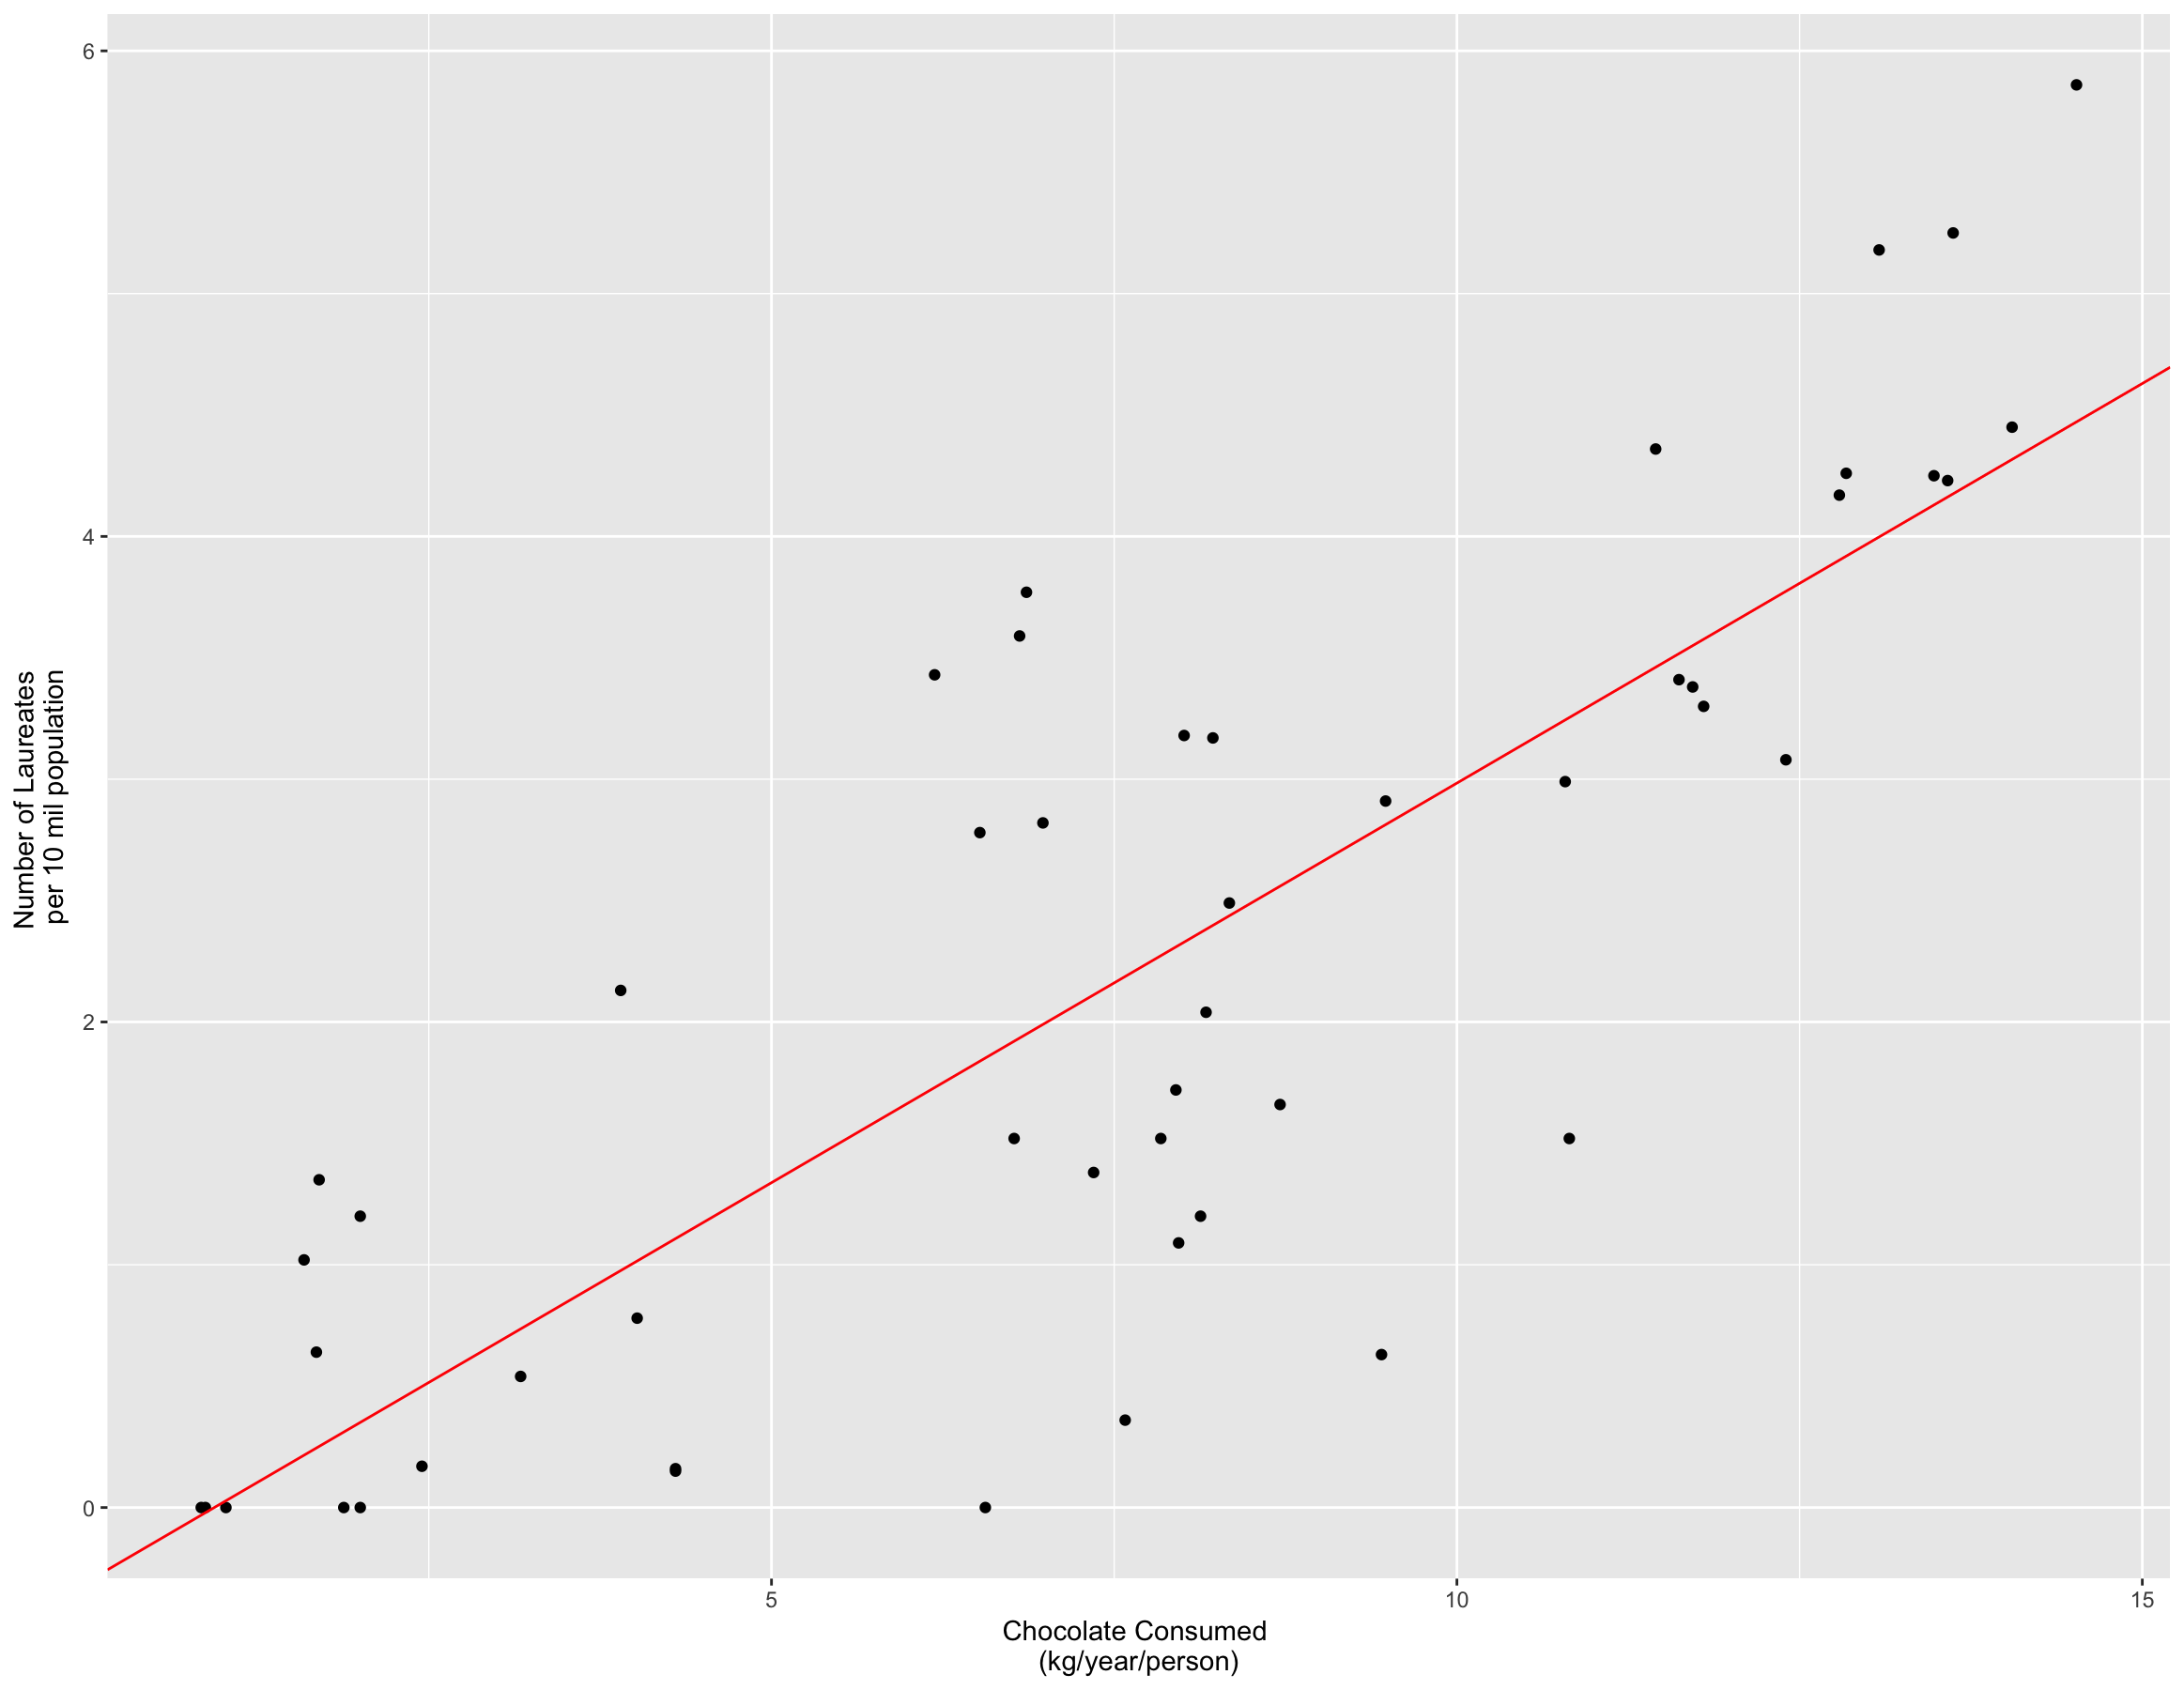 6
4
2
0
Number of Laureates
per 10 mil population
5
10
15
Chocolate Consumed
(kg/year/person)